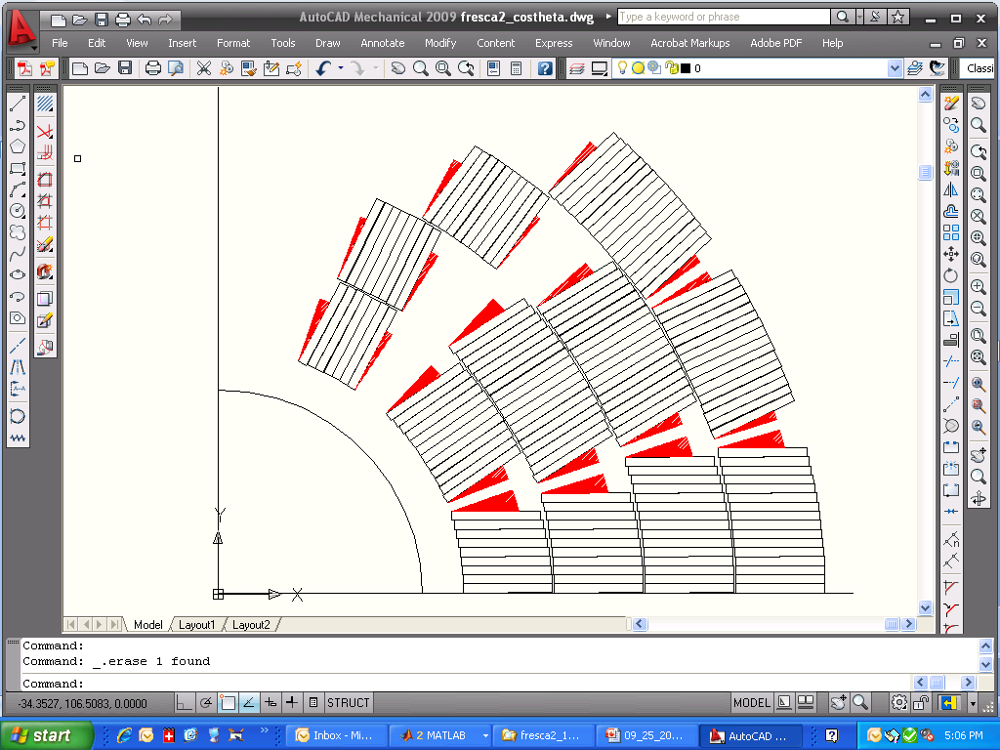 AutoCAD Mechanical 2009 fresca2_costheta.dwg
Type a keyword or phrase
File Edit View Insert Format Tools Draw Annotate Modify Content Express Window Acrobat Markups Adobe PDF Help
0
Classi
Y
X
Model Layout1 Layout2
Command:
Command: _.erase 1 found
Command:
-34.3527, 106.5083, 0.0000 STRUCT MODEL
start
Inbox - Mi...
2 MATLAB
fresca2_1...
09_25_20...
AutoCAD ...
5:06 PM